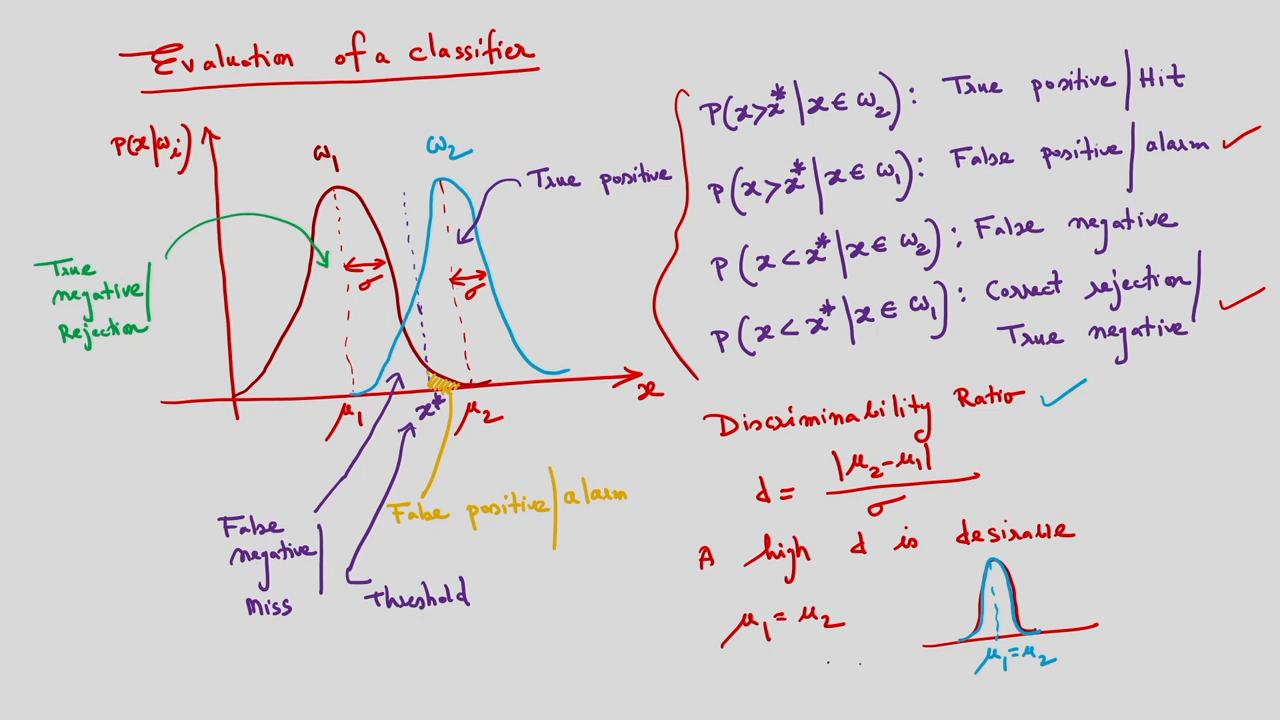 Evaluation of a classifier
P(x|ωᵢ)
ω₁
ω₂
True positive
True negative|
Rejection
σ
σ
μ₁
x*
μ₂
x
False negative|
miss
Threshold
False positive|alarm
P(x>x*|x∈ω₂): True positive|Hit
P(x>x*|x∈ω₁): False positive|alarm ✓
P(x<x*|x∈ω₂): False negative
P(x<x*|x∈ω₁): Correct rejection|
True negative ✓
Discriminability Ratio ✓
d = |μ₂-μ₁|
σ
A high d is desirable
μ₁ = μ₂
μ₁=μ₂